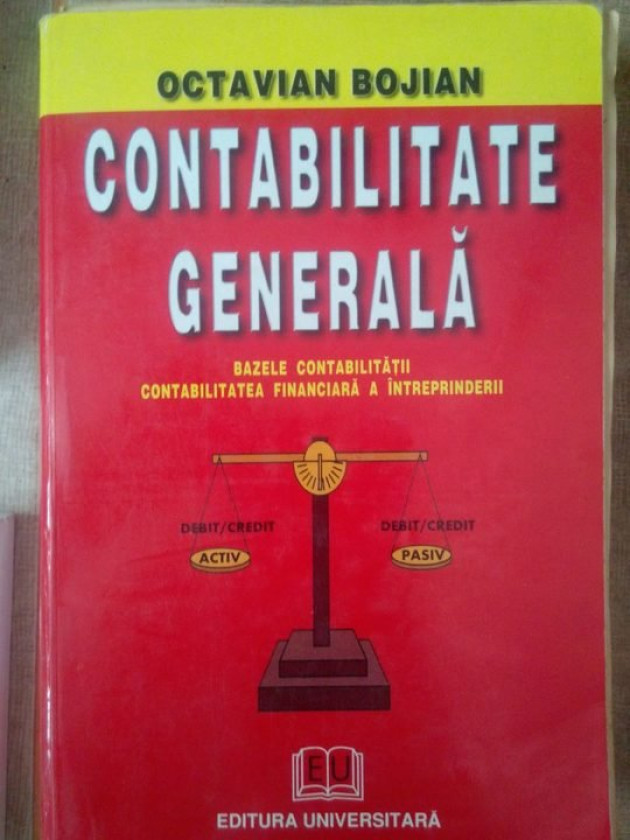 OCTAVIAN BOJIAN
CONTABILITATE
GENERALĂ
BAZELE CONTABILITĂȚII
CONTABILITATEA FINANCIARĂ A ÎNTREPRINDERII
DEBIT/CREDIT DEBIT/CREDIT
ACTIV PASIV
EU
EDITURA UNIVERSITARĂ